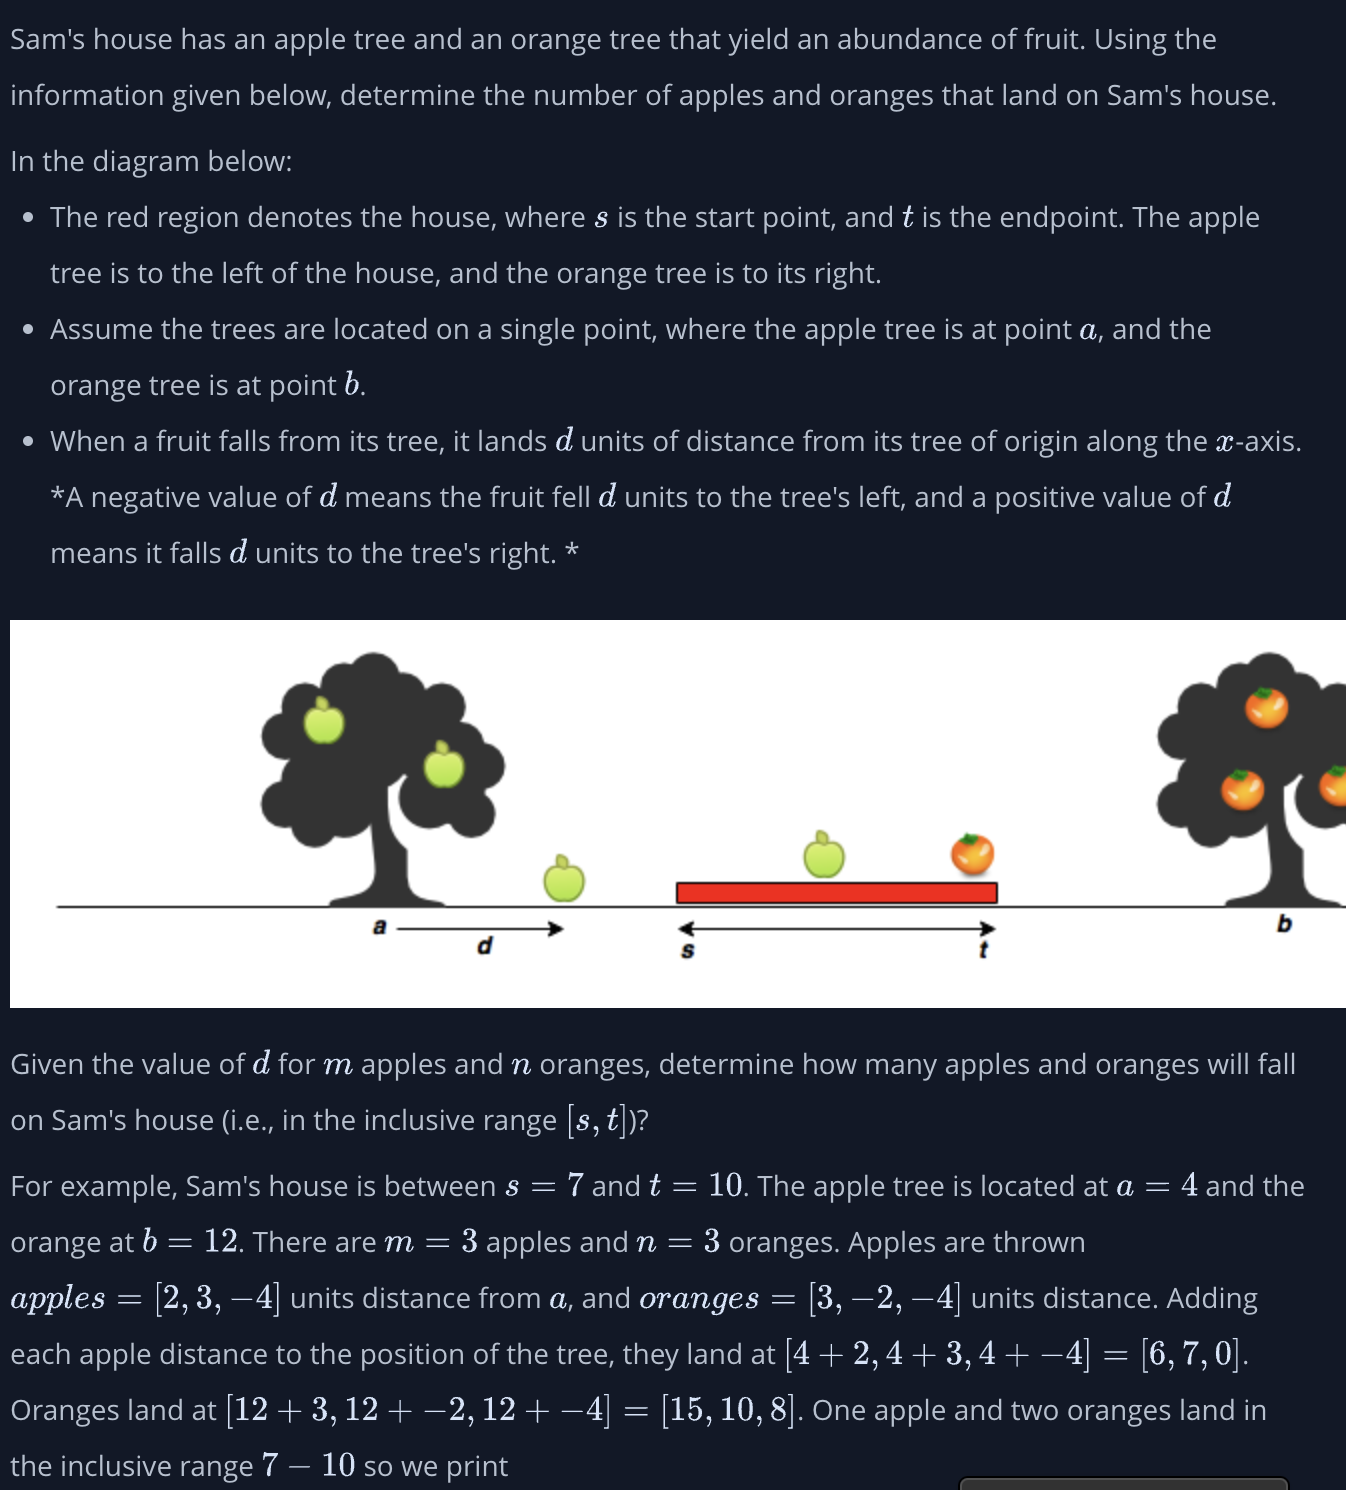 Sam's house has an apple tree and an orange tree that yield an abundance of fruit. Using the
information given below, determine the number of apples and oranges that land on Sam's house.
In the diagram below:
• The red region denotes the house, where s is the start point, and t is the endpoint. The apple
tree is to the left of the house, and the orange tree is to its right.
• Assume the trees are located on a single point, where the apple tree is at point a, and the
orange tree is at point b.
• When a fruit falls from its tree, it lands d units of distance from its tree of origin along the x-axis.
*A negative value of d means the fruit fell d units to the tree's left, and a positive value of d
means it falls d units to the tree's right. *
a d s t b
Given the value of d for m apples and n oranges, determine how many apples and oranges will fall
on Sam's house (i.e., in the inclusive range [s, t])?
For example, Sam's house is between s = 7 and t = 10. The apple tree is located at a = 4 and the
orange at b = 12. There are m = 3 apples and n = 3 oranges. Apples are thrown
apples = [2, 3, −4] units distance from a, and oranges = [3, −2, −4] units distance. Adding
each apple distance to the position of the tree, they land at [4 + 2, 4 + 3, 4 + −4] = [6, 7, 0].
Oranges land at [12 + 3, 12 + −2, 12 + −4] = [15, 10, 8]. One apple and two oranges land in
the inclusive range 7 − 10 so we print